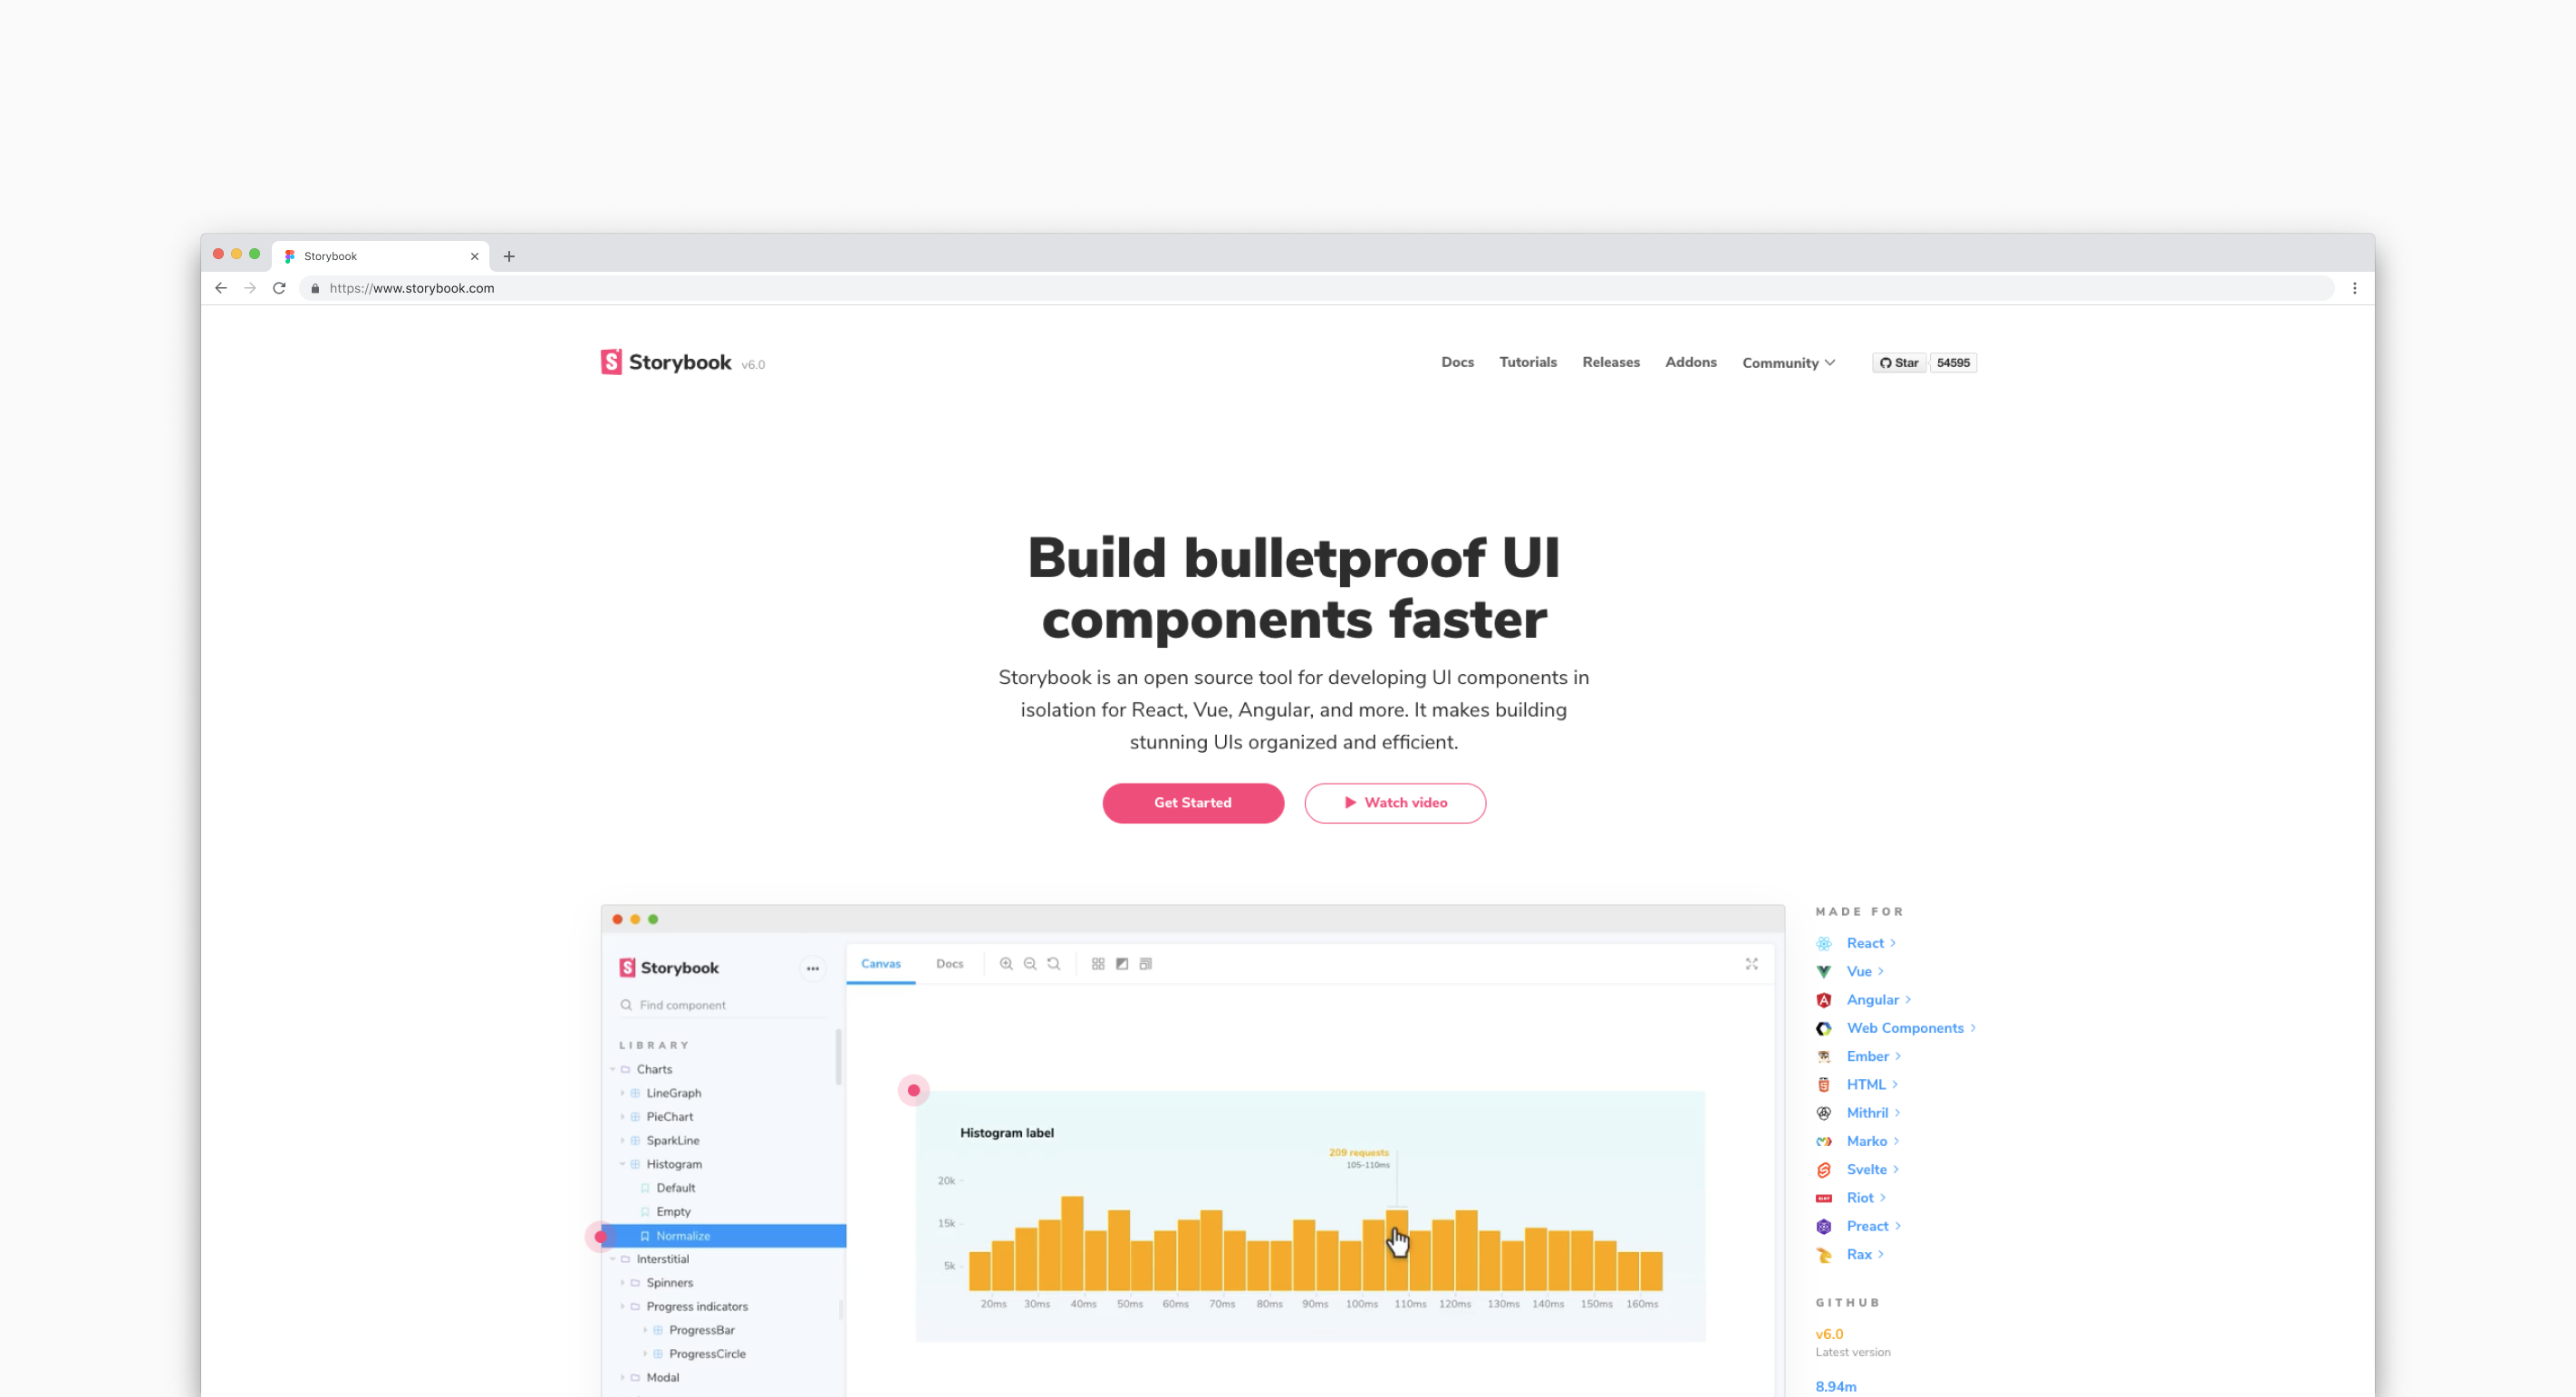 Storybook
https://www.storybook.com
Storybook v6.0
Docs Tutorials Releases Addons Community Star 54595
Build bulletproof UI
components faster
Storybook is an open source tool for developing UI components in
isolation for React, Vue, Angular, and more. It makes building
stunning UIs organized and efficient.
Get Started Watch video
Storybook
Find component
LIBRARY
Charts
LineGraph
PieChart
SparkLine
Histogram
Default
Empty
Normalize
Interstitial
Spinners
Progress indicators
ProgressBar
ProgressCircle
Modal
Canvas Docs
Histogram label
209 requests
105-110ms
20k
15k
5k
20ms 30ms 40ms 50ms 60ms 70ms 80ms 90ms 100ms 110ms 120ms 130ms 140ms 150ms 160ms
MADE FOR
React
Vue
Angular
Web Components
Ember
HTML
Mithril
Marko
Svelte
Riot
Preact
Rax
GITHUB
v6.0
Latest version
8.94m